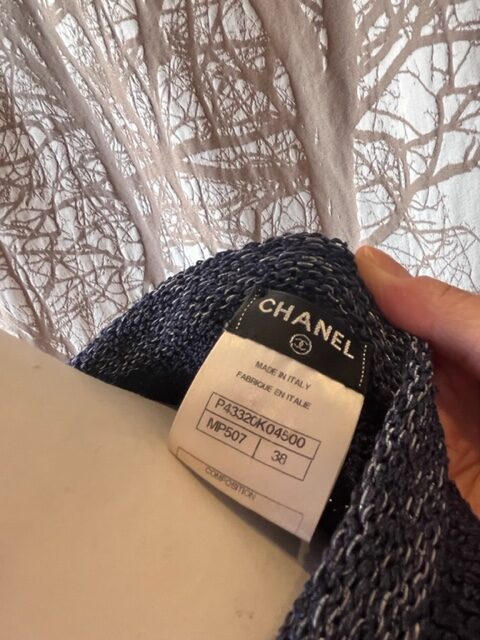 CHANEL
MADE IN ITALY
FABRIQUE EN ITALIE
P43320K04500
MP507 38
COMPOSITION